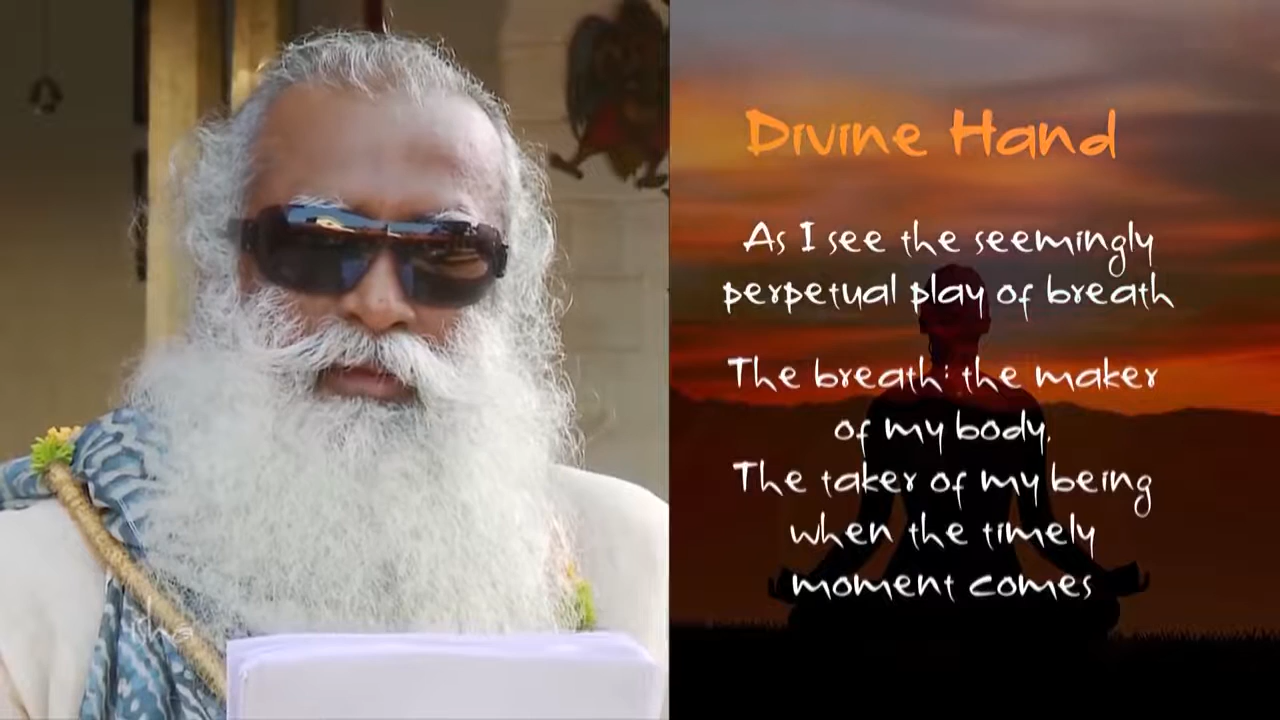 Divine Hand
As I see the seemingly
perpetual play of breath
The breath: the maker
of my body.
The taker of my being
when the timely
moment comes